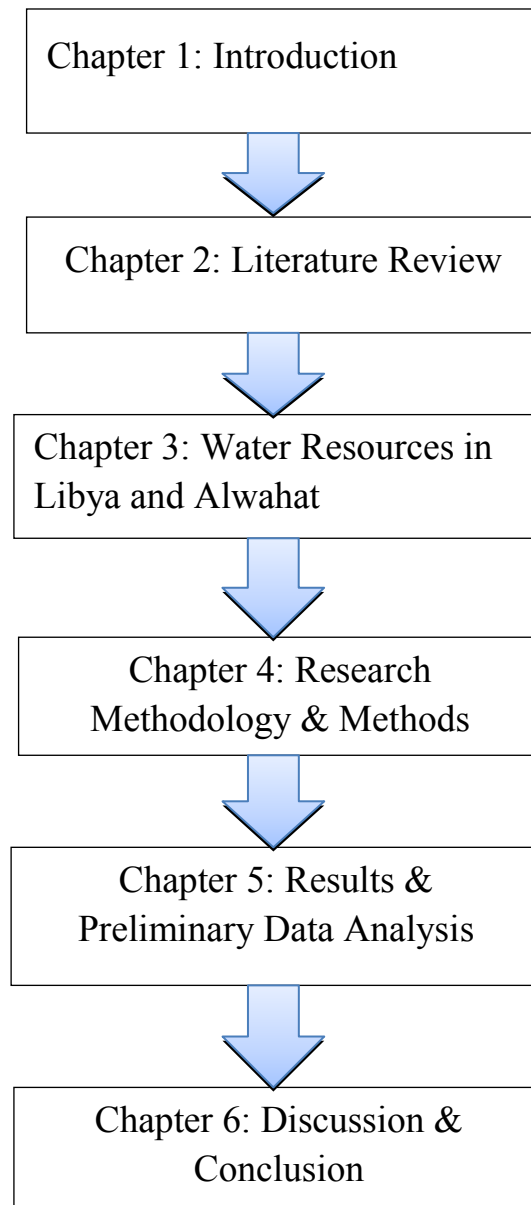 Chapter 1: Introduction
Chapter 2: Literature Review
Chapter 3: Water Resources in
Libya and Alwahat
Chapter 4: Research
Methodology & Methods
Chapter 5: Results &
Preliminary Data Analysis
Chapter 6: Discussion &
Conclusion